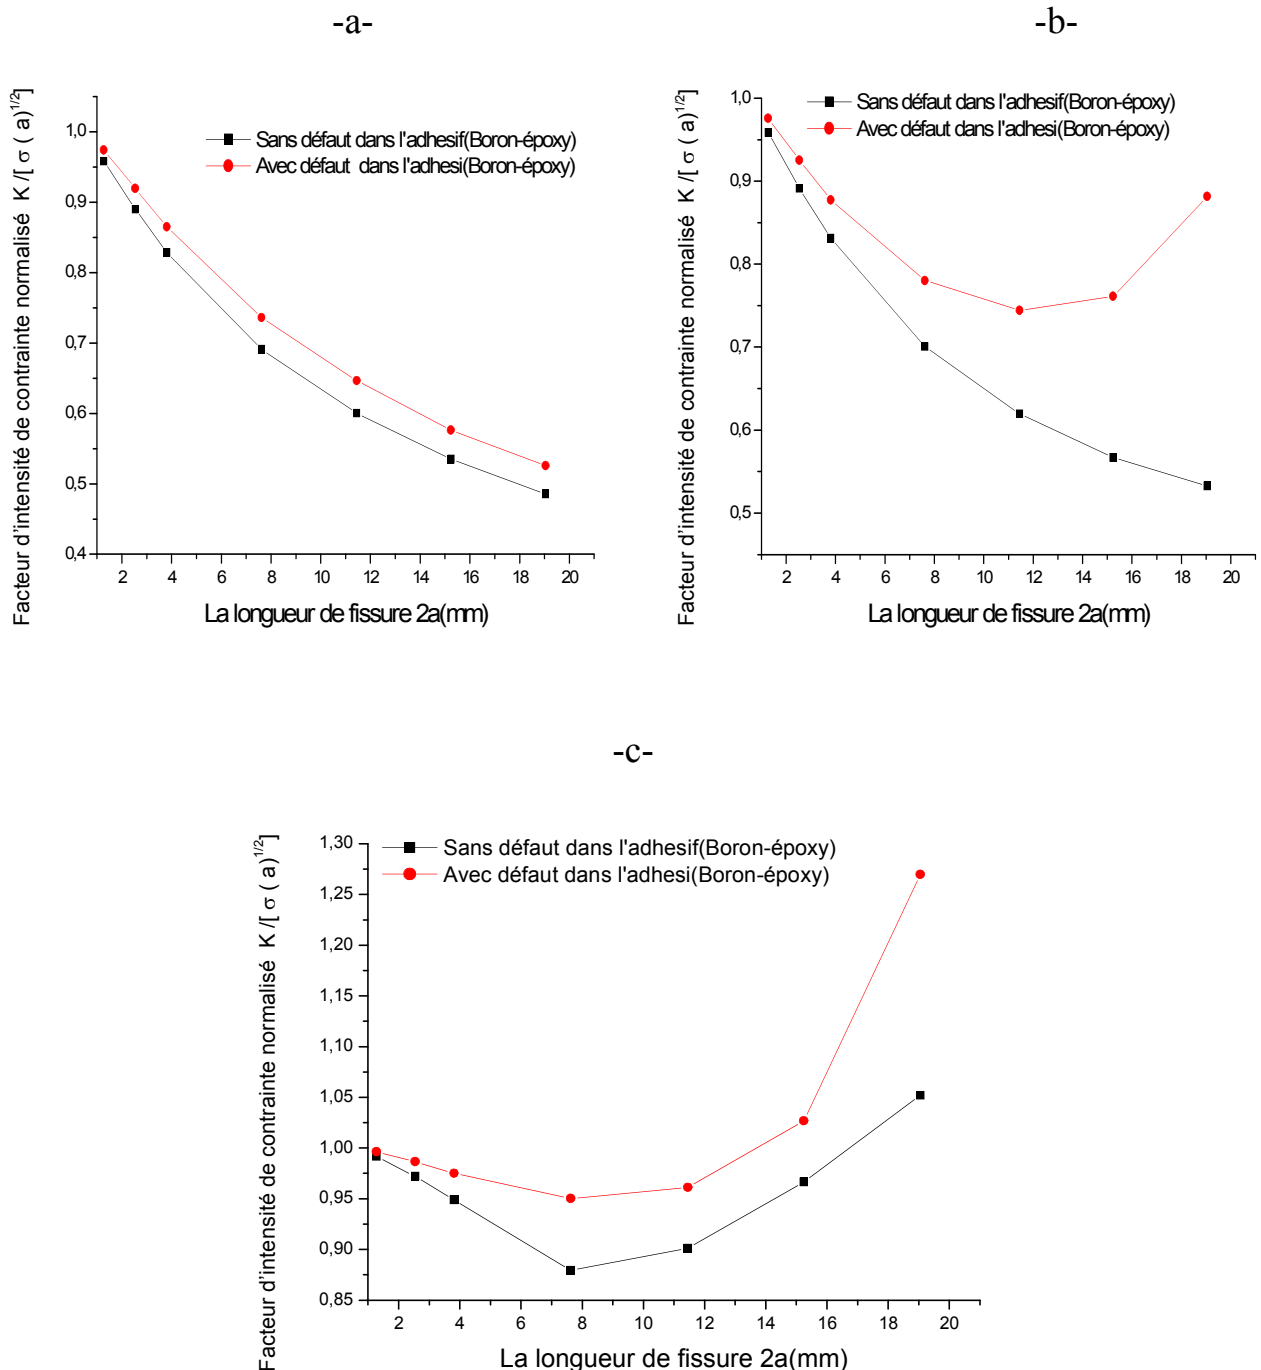 -a-
Facteur d'intensité de contrainte normalisé K /[ σ ( a)^1/2]
1,0
0,9
0,8
0,7
0,6
0,5
0,4
Sans défaut dans l'adhesif(Boron-époxy)
Avec défaut dans l'adhesi(Boron-époxy)
2 4 6 8 10 12 14 16 18 20
La longueur de fissure 2a(mm)
-b-
Facteur d'intensité de contrainte normalisé K /[ σ ( a)^1/2]
1,0
0,9
0,8
0,7
0,6
0,5
Sans défaut dans l'adhesif(Boron-époxy)
Avec défaut dans l'adhesi(Boron-époxy)
2 4 6 8 10 12 14 16 18 20
La longueur de fissure 2a(mm)
-c-
Facteur d'intensité de contrainte normalisé K /[ σ ( a)^1/2]
1,30
1,25
1,20
1,15
1,10
1,05
1,00
0,95
0,90
0,85
Sans défaut dans l'adhesif(Boron-époxy)
Avec défaut dans l'adhesi(Boron-époxy)
2 4 6 8 10 12 14 16 18 20
La longueur de fissure 2a(mm)